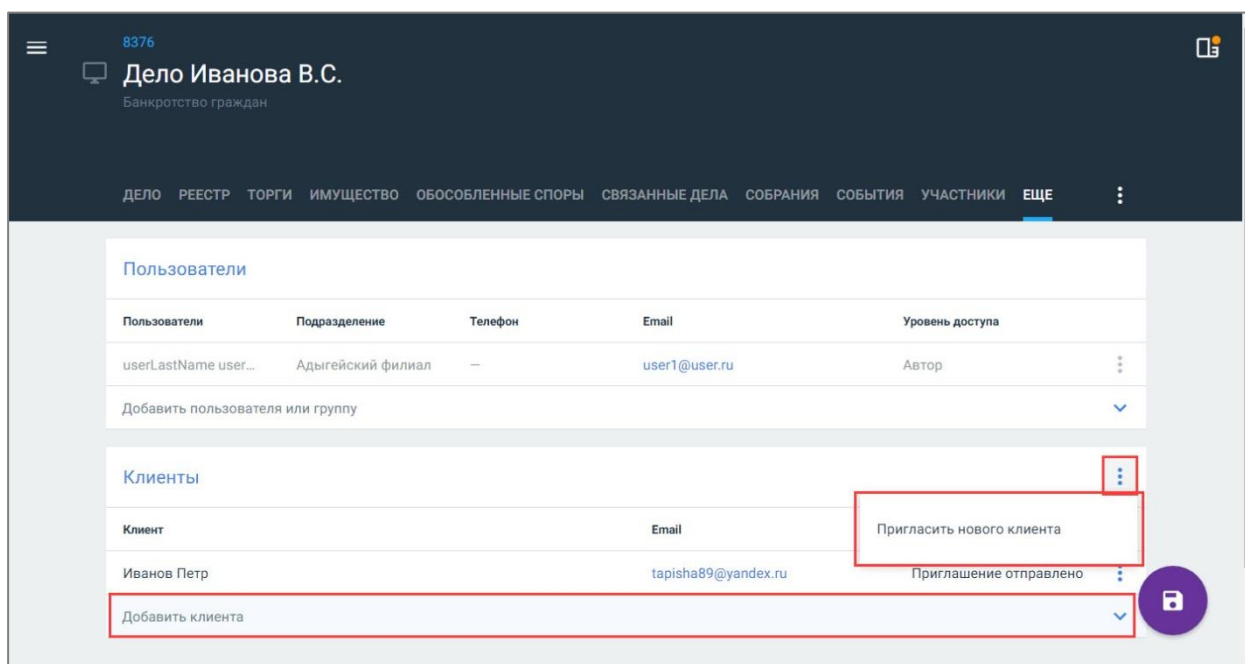 8376
Дело Иванова В.С.
Банкротство граждан
ДЕЛО РЕЕСТР ТОРГИ ИМУЩЕСТВО ОБОСОБЛЕННЫЕ СПОРЫ СВЯЗАННЫЕ ДЕЛА СОБРАНИЯ СОБЫТИЯ УЧАСТНИКИ ЕЩЕ
Пользователи
Пользователи Подразделение Телефон Email Уровень доступа
userLastName user... Адыгейский филиал — user1@user.ru Автор
Добавить пользователя или группу
Клиенты
Клиент Email Пригласить нового клиента
Иванов Петр tapisha89@yandex.ru Приглашение отправлено
Добавить клиента